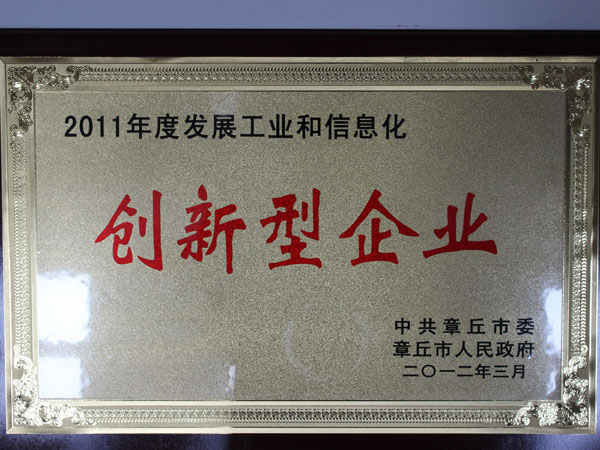 2011年度发展工业和信息化
创新型企业
中共章丘市委
章丘市人民政府
二〇一二年三月